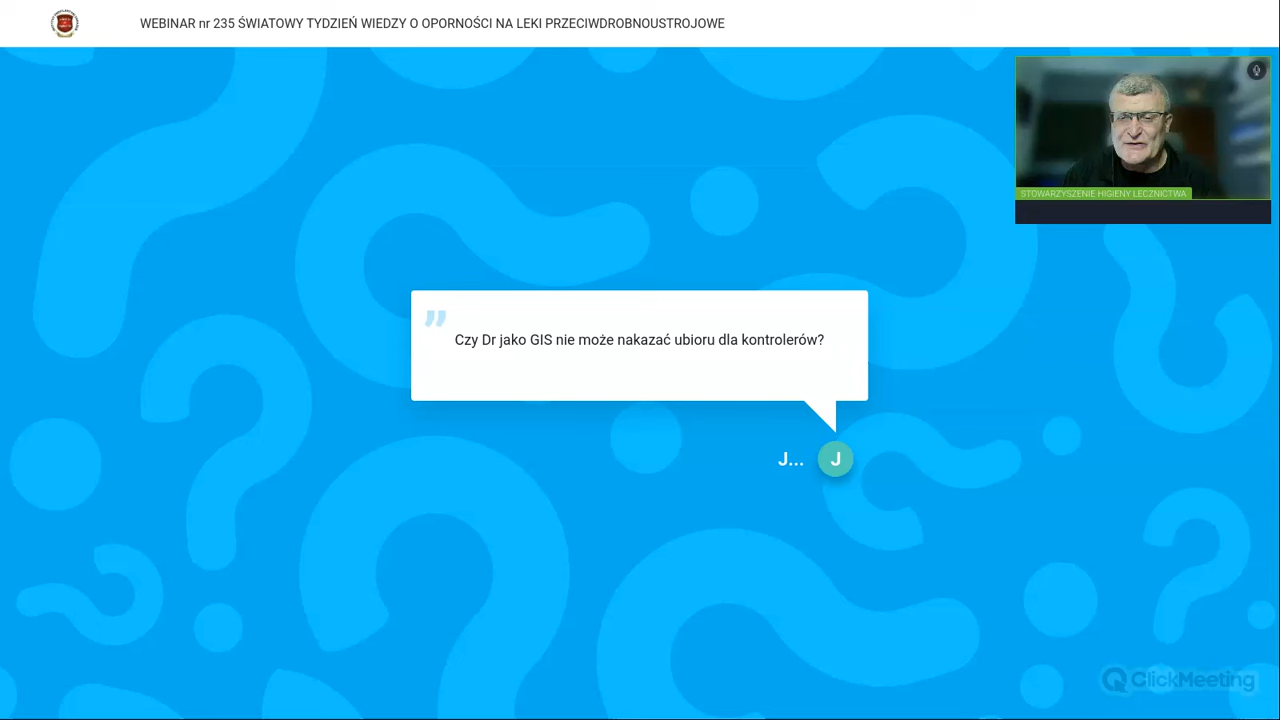 WEBINAR nr 235 ŚWIATOWY TYDZIEŃ WIEDZY O OPORNOŚCI NA LEKI PRZECIWDROBNOUSTROJOWE
STOWARZYSZENIE HIGIENY LECZNICTWA
Czy Dr jako GIS nie może nakazać ubioru dla kontrolerów?
J... J
ClickMeeting